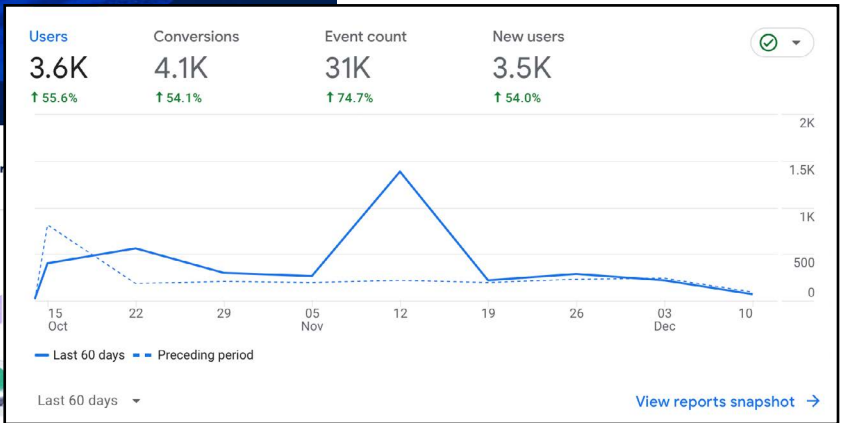 Users Conversions Event count New users
3.6K 4.1K 31K 3.5K
↑ 55.6% ↑ 54.1% ↑ 74.7% ↑ 54.0%
2K
1.5K
1K
500
0
15 22 29 05 12 19 26 03 10
Oct Nov Dec
Last 60 days Preceding period
Last 60 days View reports snapshot →